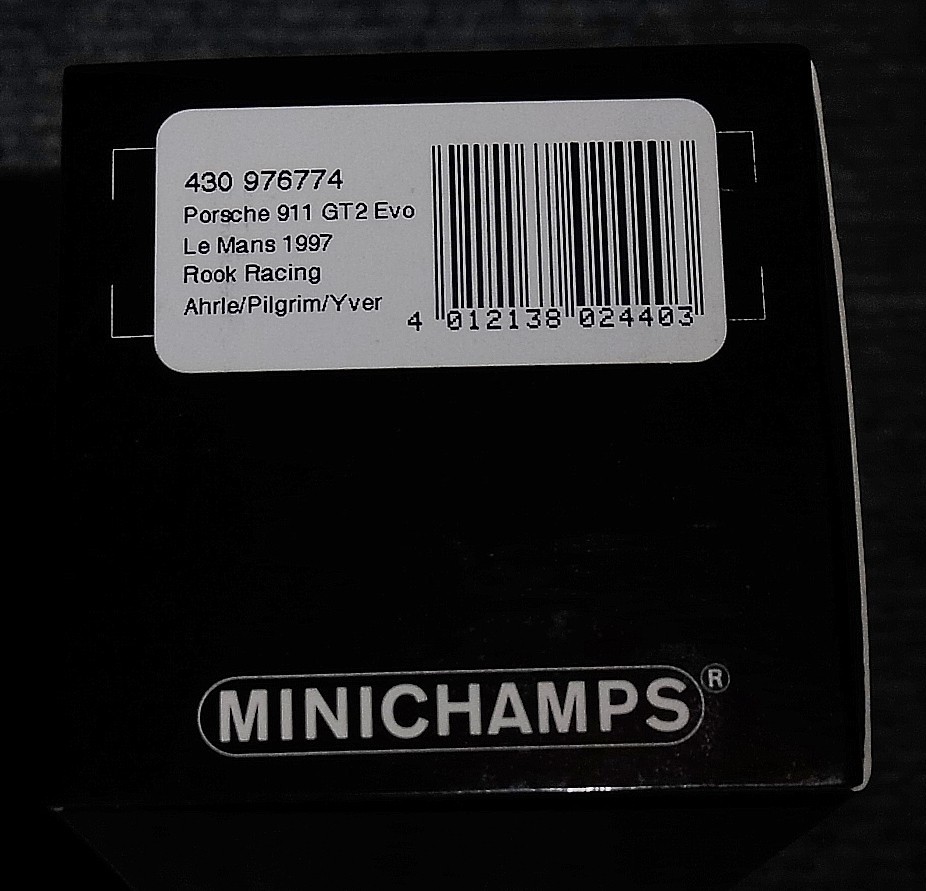 430 976774
Porsche 911 GT2 Evo
Le Mans 1997
Rook Racing
Ahrle/Pilgrim/Yver
4 012138 024403
MINICHAMPS®